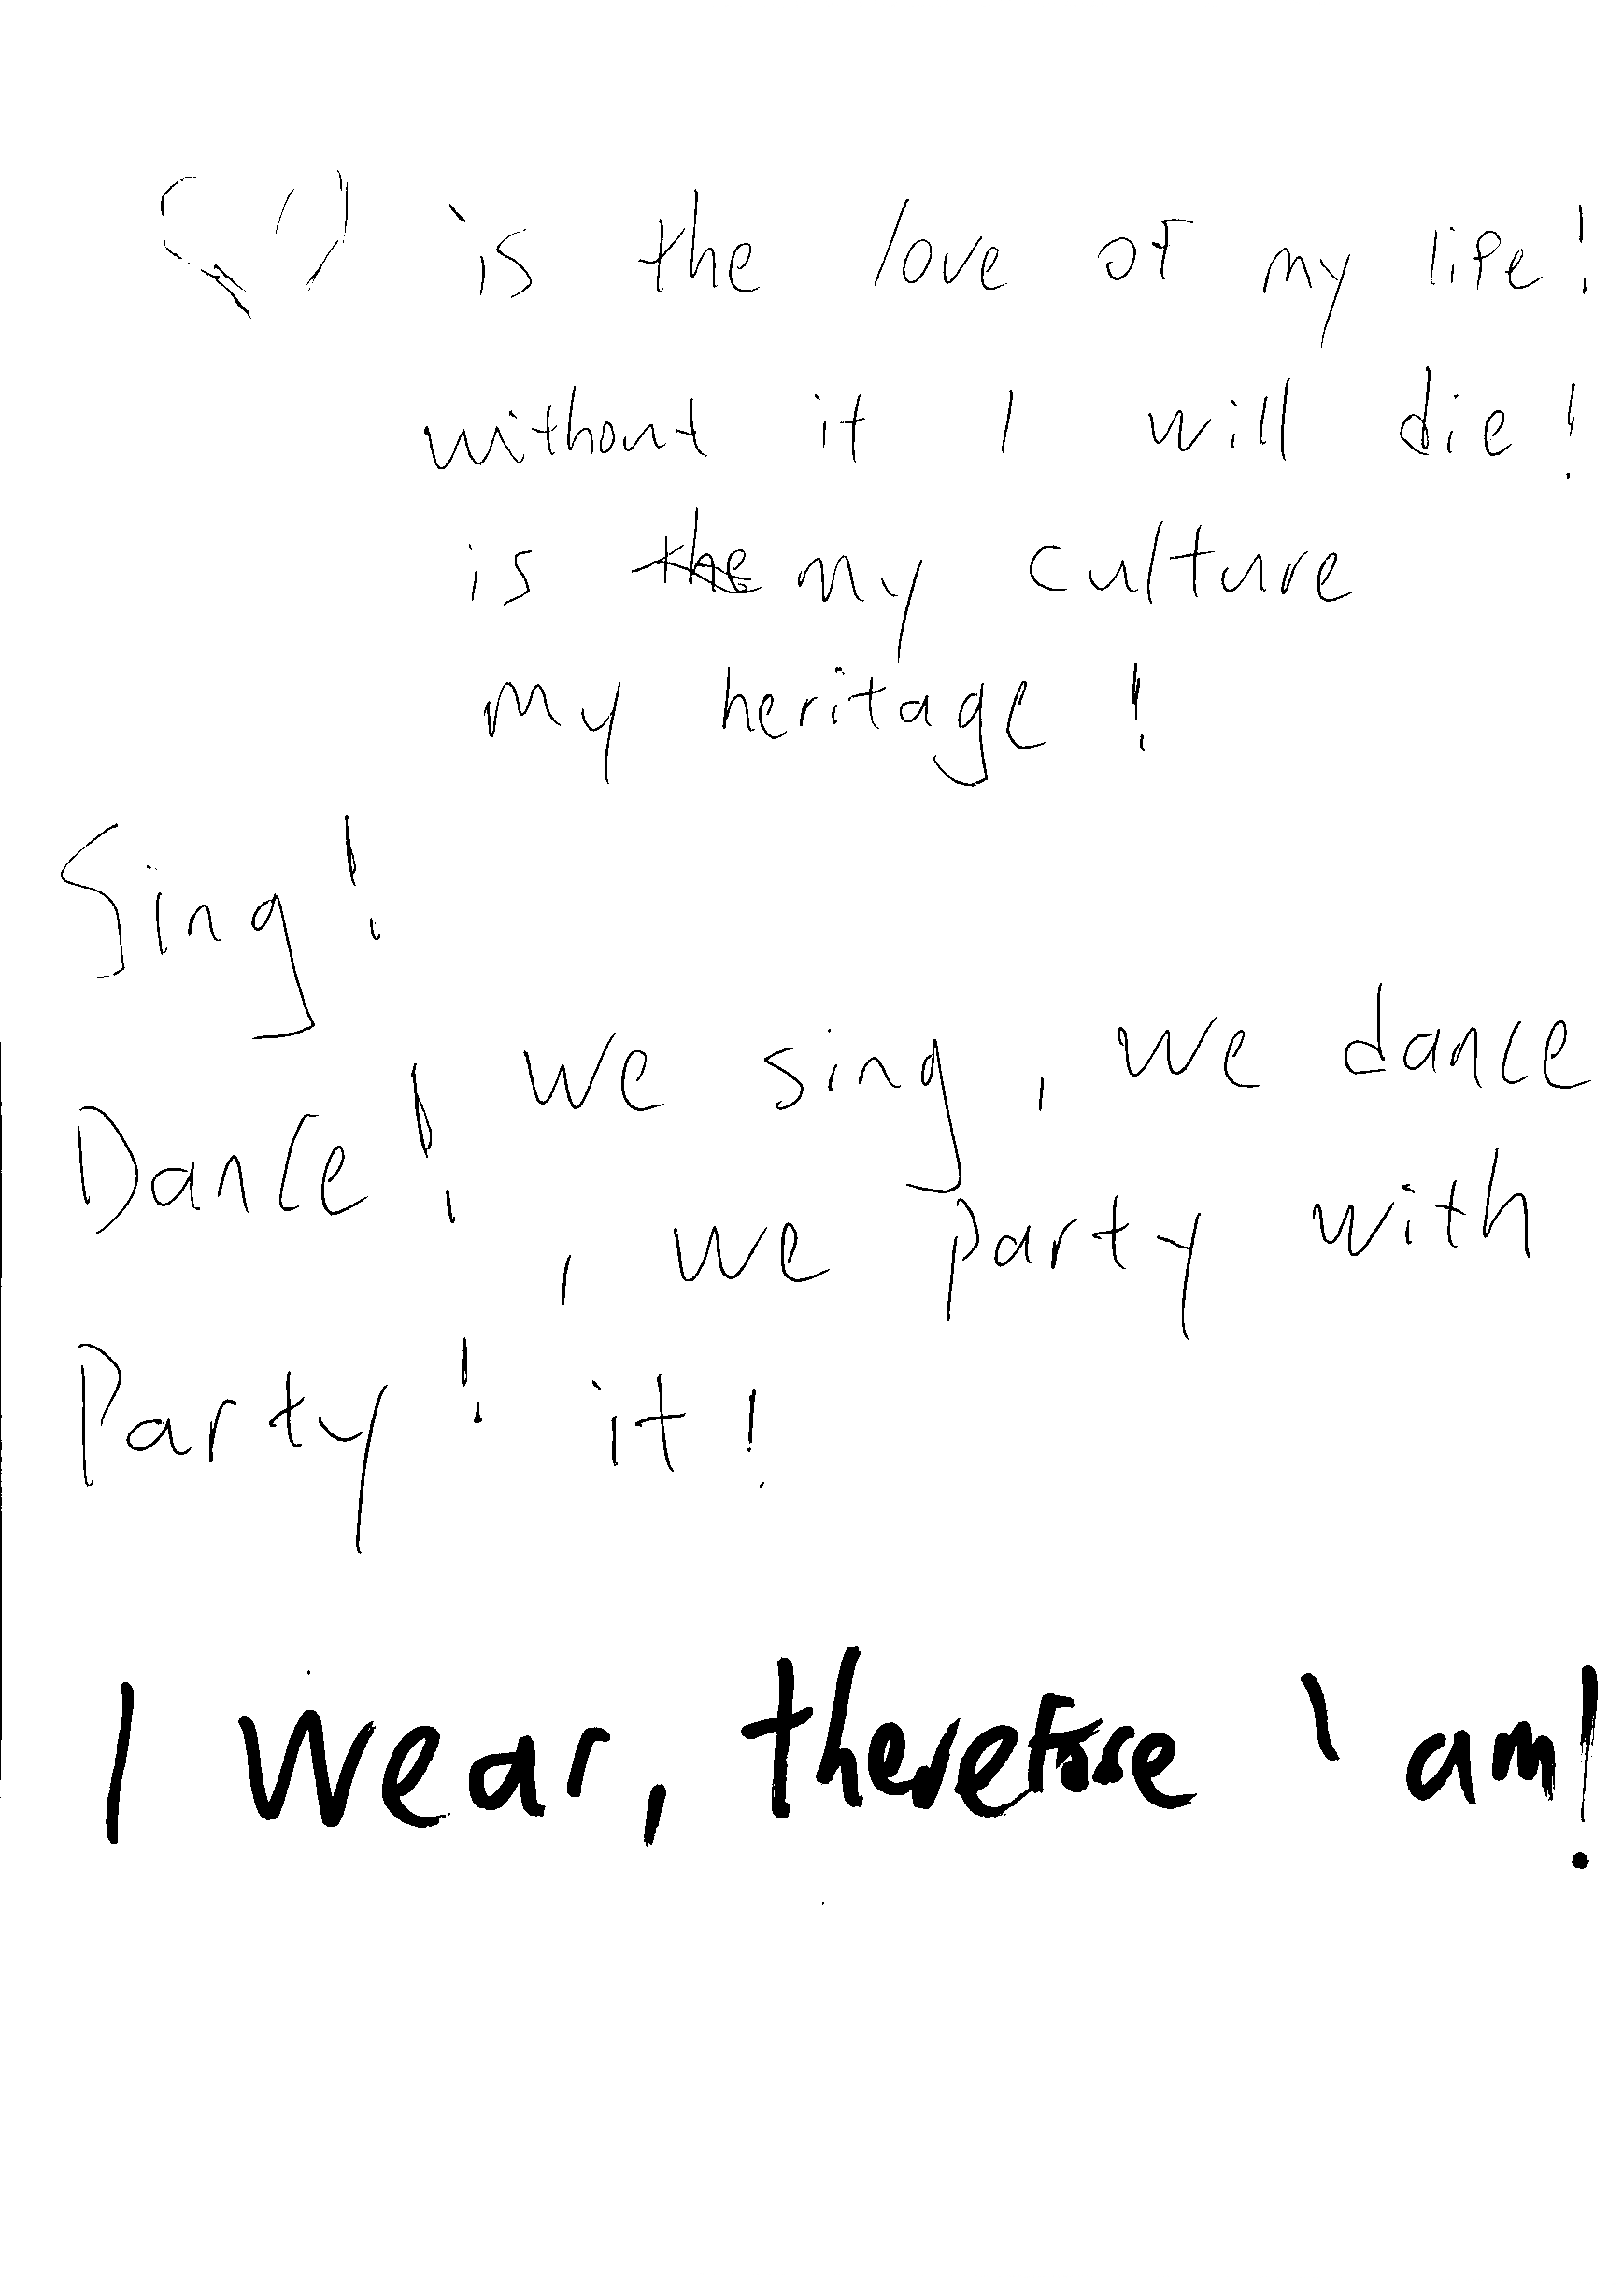 is the love of my life!
without it I will die!
is the my culture
my heritage!
Sing!
Dance! we sing, we dance
, we party with
Party! it!
I wear, therefore I am!